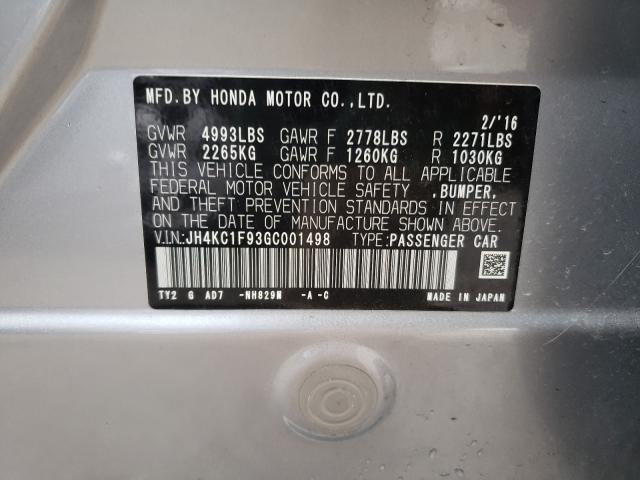 MFD.BY HONDA MOTOR CO.,LTD.
2/'16
GVWR 4993LBS GAWR F 2778LBS R 2271LBS
GVWR 2265KG GAWR F 1260KG R 1030KG
THIS VEHICLE CONFORMS TO ALL APPLICABLE
FEDERAL MOTOR VEHICLE SAFETY ,BUMPER,
AND THEFT PREVENTION STANDARDS IN EFFECT
ON THE DATE OF MANUFACTURE SHOWN ABOVE.
V.I.N:JH4KC1F93GC001498 TYPE:PASSENGER CAR
TY2 G AD7 -NH829M -A -C MADE IN JAPAN